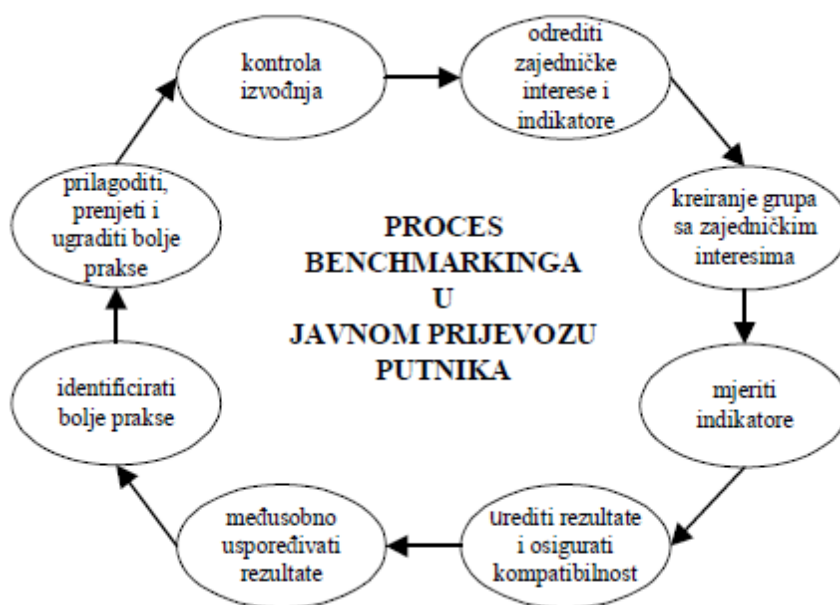 kontrola
izvođnja
odrediti
zajedničke
interese i
indikatore
kreiranje grupa
sa zajedničkim
interesima
mjeriti
indikatore
urediti rezultate
i osigurati
kompatibilnost
međusobno
uspoređivati
rezultate
identificirati
bolje prakse
prilagoditi,
prenjeti i
ugraditi bolje
prakse
PROCES
BENCHMARKINGA
U
JAVNOM PRIJEVOZU
PUTNIKA